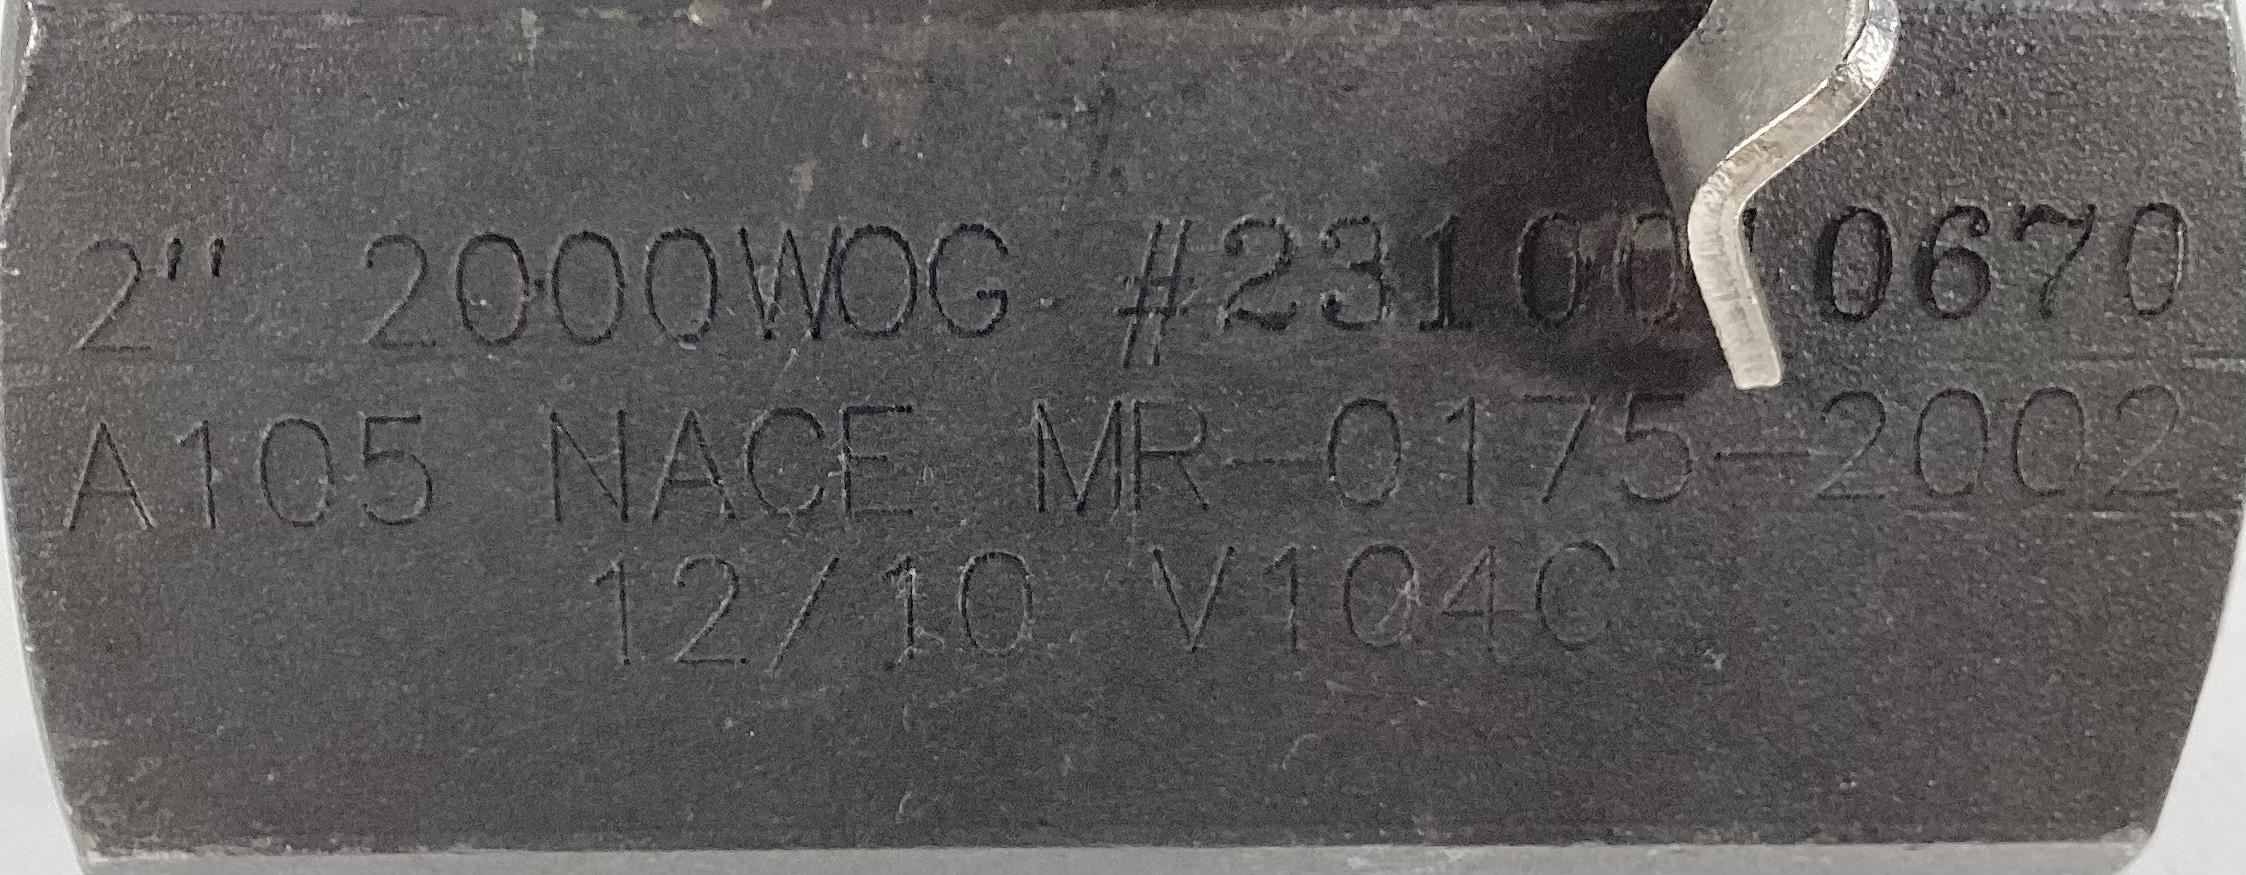 2" 2000WOG
A105 NACE MR-0175-2002
12/10 V104C